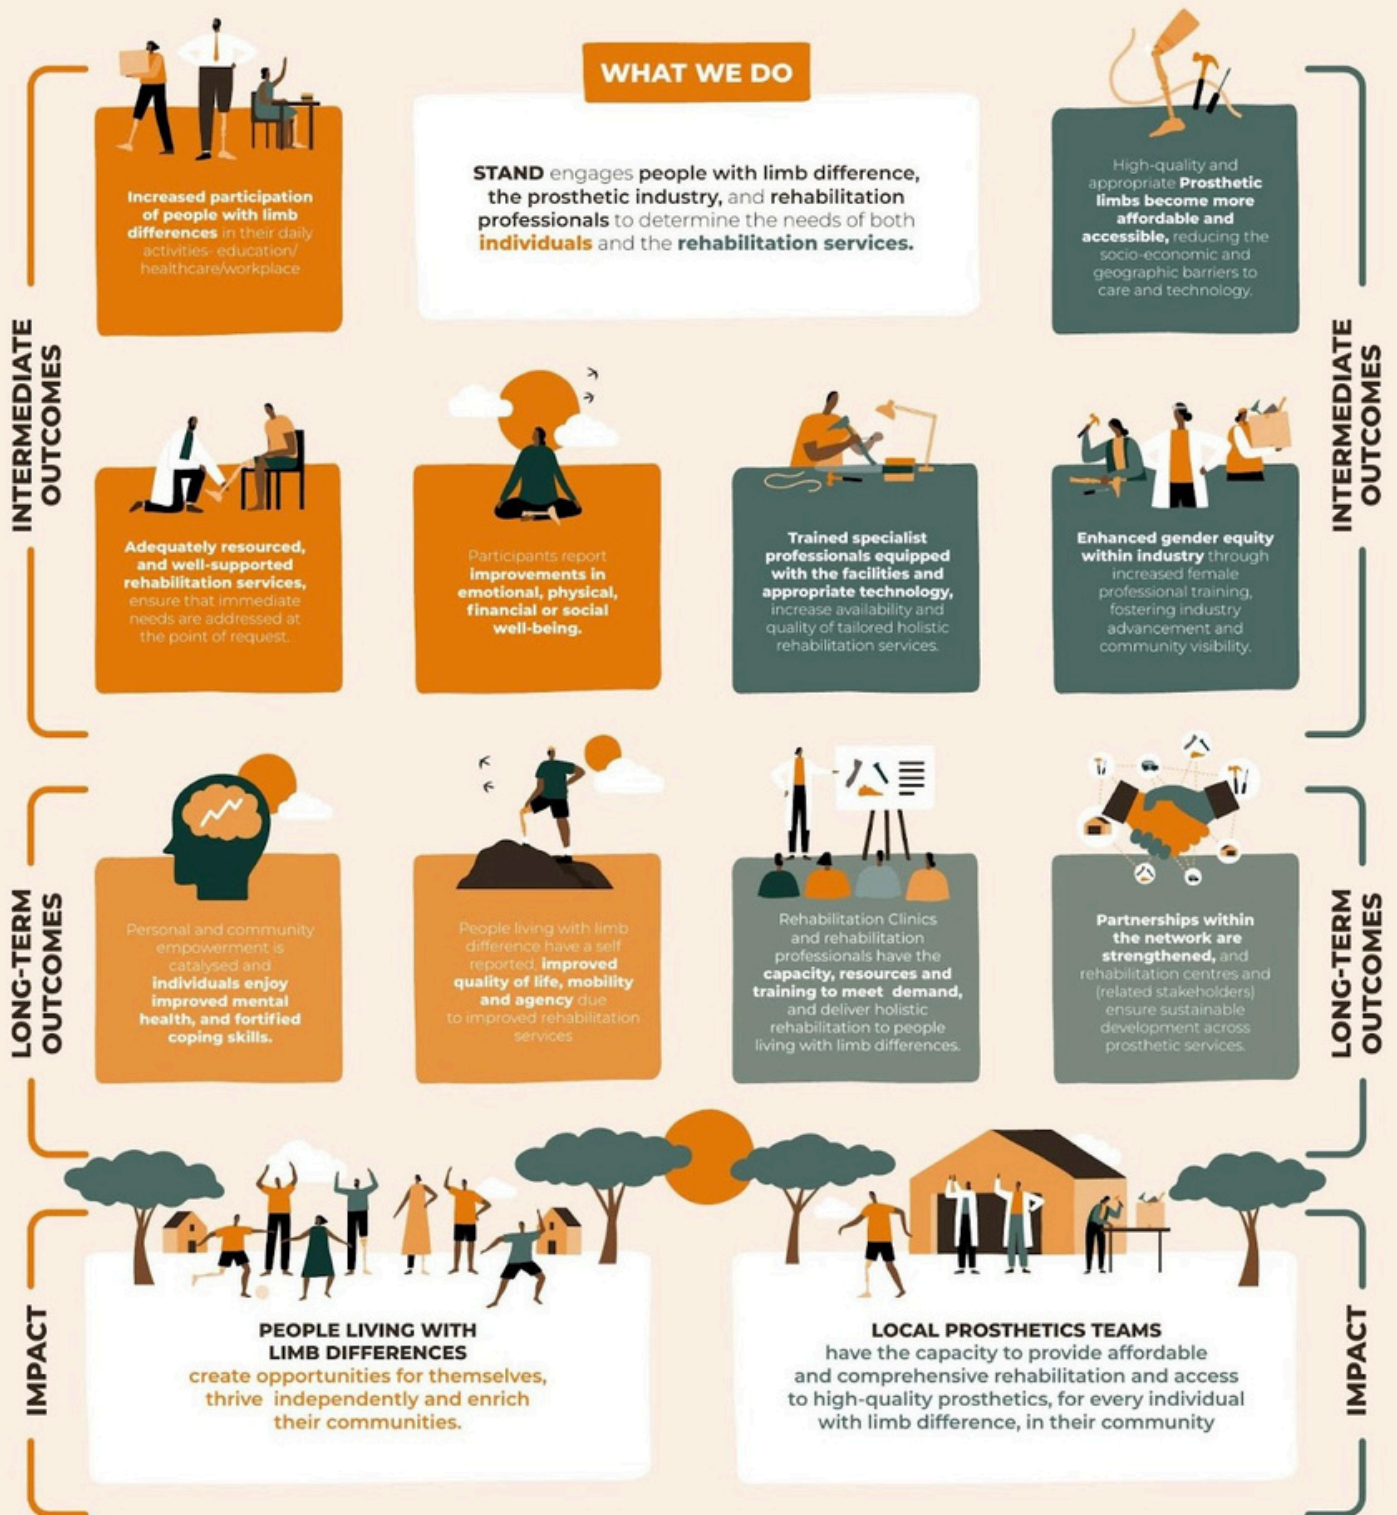 WHAT WE DO
STAND engages people with limb difference,
the prosthetic industry, and rehabilitation
professionals to determine the needs of both
individuals and the rehabilitation services.
INTERMEDIATE
OUTCOMES
Increased participation
of people with limb
differences in their daily
activities- education/
healthcare/workplace
High-quality and
appropriate Prosthetic
limbs become more
affordable and
accessible, reducing the
socio-economic and
geographic barriers to
care and technology.
INTERMEDIATE
OUTCOMES
Adequately resourced,
and well-supported
rehabilitation services,
ensure that immediate
needs are addressed at
the point of request.
Participants report
improvements in
emotional, physical,
financial or social
well-being.
Trained specialist
professionals equipped
with the facilities and
appropriate technology,
increase availability and
quality of tailored holistic
rehabilitation services.
Enhanced gender equity
within industry through
increased female
professional training,
fostering industry
advancement and
community visibility.
LONG-TERM
OUTCOMES
Personal and community
empowerment is
catalysed and
individuals enjoy
improved mental
health, and fortified
coping skills.
People living with limb
difference have a self
reported, improved
quality of life, mobility
and agency due
to improved rehabilitation
services
Rehabilitation Clinics
and rehabilitation
professionals have the
capacity, resources and
training to meet demand,
and deliver holistic
rehabilitation to people
living with limb differences.
Partnerships within
the network are
strengthened, and
rehabilitation centres and
(related stakeholders)
ensure sustainable
development across
prosthetic services.
LONG-TERM
OUTCOMES
IMPACT
PEOPLE LIVING WITH
LIMB DIFFERENCES
create opportunities for themselves,
thrive independently and enrich
their communities.
LOCAL PROSTHETICS TEAMS
have the capacity to provide affordable
and comprehensive rehabilitation and access
to high-quality prosthetics, for every individual
with limb difference, in their community
IMPACT